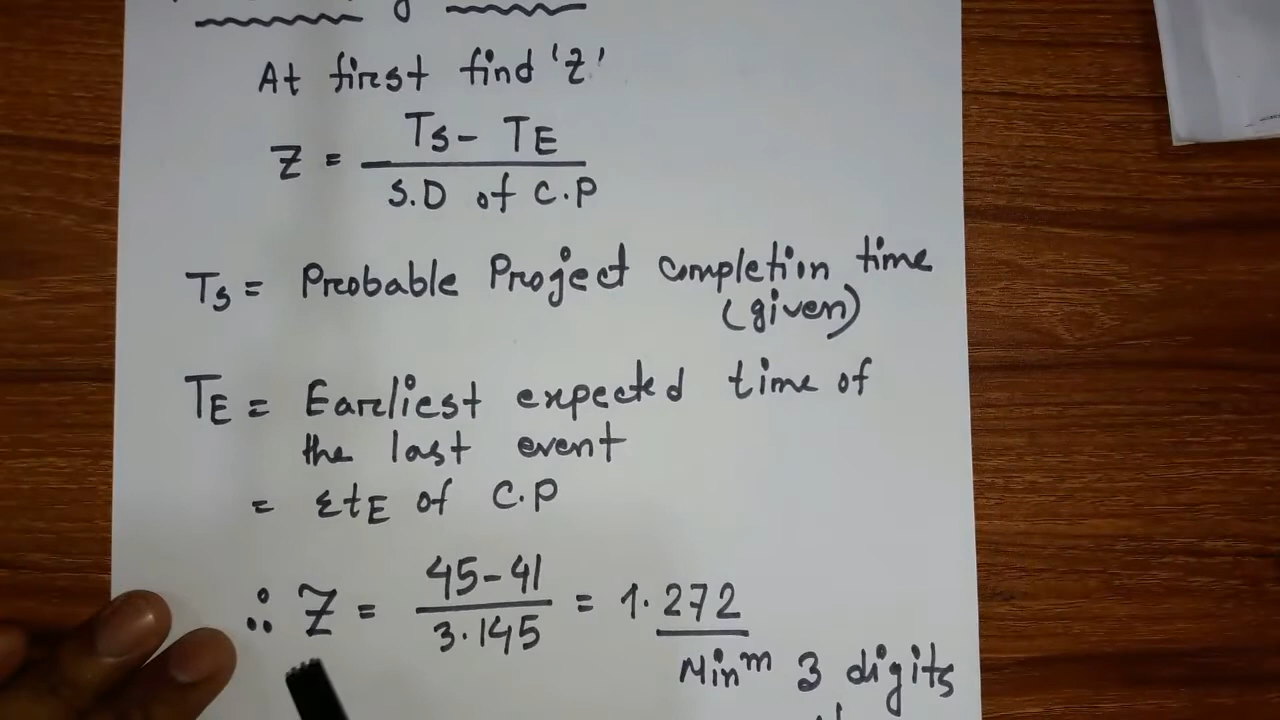 At first find 'Z'
Z = TS - TE / S.D of C.P
TS = Probable Project completion time
(given)
TE = Earliest expected time of
the last event
= ΣtE of C.P
∴ Z = 45-41 / 3.145 = 1.272
Minm 3 digits